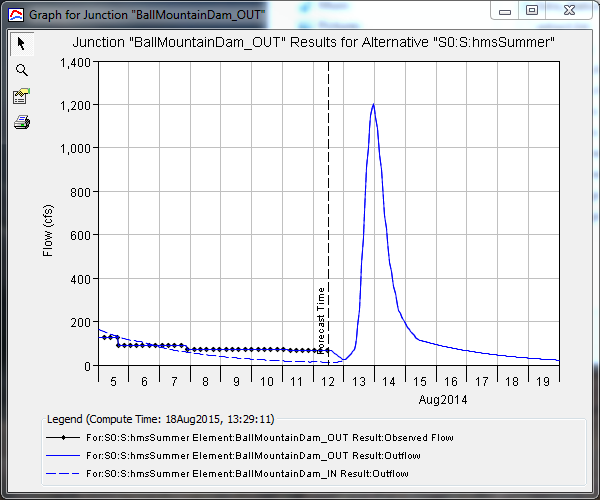 Graph for Junction "BallMountainDam_OUT"
Junction "BallMountainDam_OUT" Results for Alternative "S0:S:hmsSummer"
1,400
1,200
1,000
800
600
400
200
0
Flow (cfs)
Forecast Time
5 6 7 8 9 10 11 12 13 14 15 16 17 18 19
Aug2014
Legend (Compute Time: 18Aug2015, 13:29:11)
For:S0:S:hmsSummer Element:BallMountainDam_OUT Result:Observed Flow
For:S0:S:hmsSummer Element:BallMountainDam_OUT Result:Outflow
For:S0:S:hmsSummer Element:BallMountainDam_IN Result:Outflow